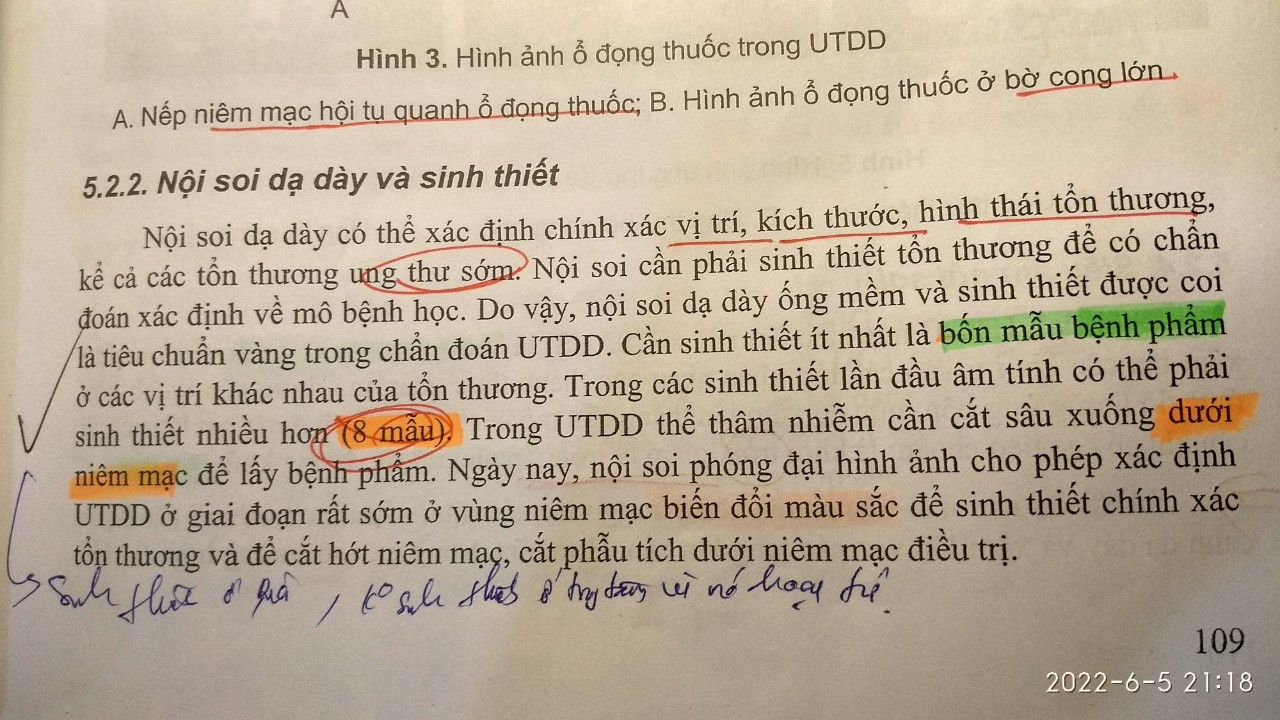 A
Hình 3. Hình ảnh ổ đọng thuốc trong UTDD
A. Nếp niêm mạc hội tụ quanh ổ đọng thuốc; B. Hình ảnh ổ đọng thuốc ở bờ cong lớn
5.2.2. Nội soi dạ dày và sinh thiết
Nội soi dạ dày có thể xác định chính xác vị trí, kích thước, hình thái tổn thương,
kể cả các tổn thương ung thư sớm. Nội soi cần phải sinh thiết tổn thương để có chẩn
đoán xác định về mô bệnh học. Do vậy, nội soi dạ dày ống mềm và sinh thiết được coi
là tiêu chuẩn vàng trong chẩn đoán UTDD. Cần sinh thiết ít nhất là bốn mẫu bệnh phẩm
ở các vị trí khác nhau của tổn thương. Trong các sinh thiết lần đầu âm tính có thể phải
sinh thiết nhiều hơn (8 mẫu). Trong UTDD thể thâm nhiễm cần cắt sâu xuống dưới
niêm mạc để lấy bệnh phẩm. Ngày nay, nội soi phóng đại hình ảnh cho phép xác định
UTDD ở giai đoạn rất sớm ở vùng niêm mạc biến đổi màu sắc để sinh thiết chính xác
tổn thương và để cắt hớt niêm mạc, cắt phẫu tích dưới niêm mạc điều trị.
sinh thiết ở rìa, ko sinh thiết ở vì nó hoại tử
109
2022-6-5 21:18